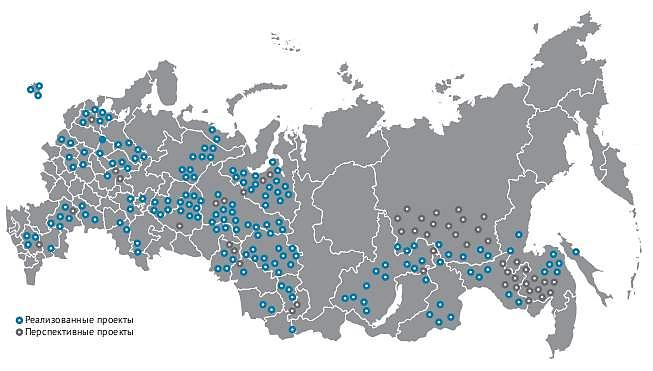 Реализованные проекты
Перспективные проекты